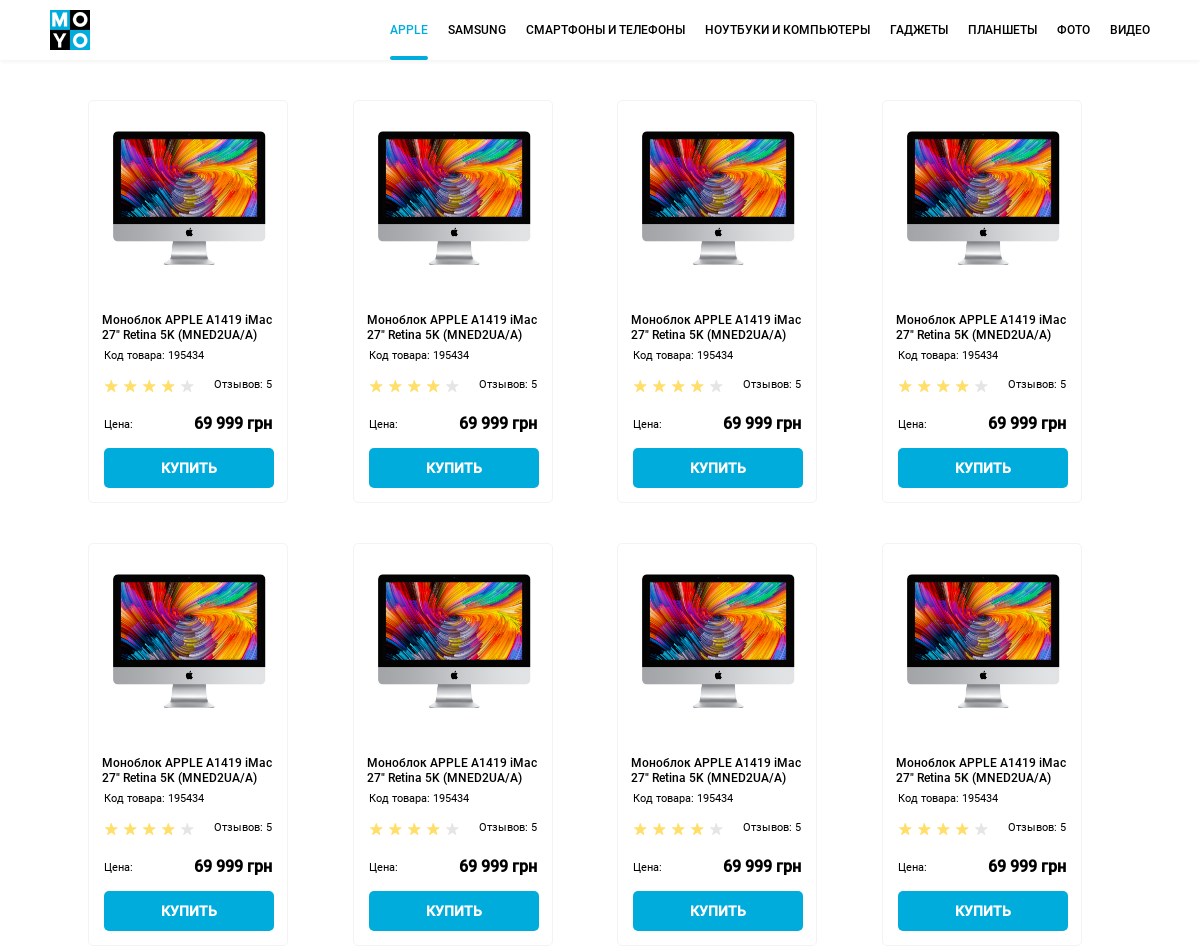 MO
YO
APPLE SAMSUNG СМАРТФОНЫ И ТЕЛЕФОНЫ НОУТБУКИ И КОМПЬЮТЕРЫ ГАДЖЕТЫ ПЛАНШЕТЫ ФОТО ВИДЕО
Моноблок APPLE A1419 iMac
27" Retina 5K (MNED2UA/A)
Код товара: 195434
Отзывов: 5
Цена: 69 999 грн
КУПИТЬ
Моноблок APPLE A1419 iMac
27" Retina 5K (MNED2UA/A)
Код товара: 195434
Отзывов: 5
Цена: 69 999 грн
КУПИТЬ
Моноблок APPLE A1419 iMac
27" Retina 5K (MNED2UA/A)
Код товара: 195434
Отзывов: 5
Цена: 69 999 грн
КУПИТЬ
Моноблок APPLE A1419 iMac
27" Retina 5K (MNED2UA/A)
Код товара: 195434
Отзывов: 5
Цена: 69 999 грн
КУПИТЬ
Моноблок APPLE A1419 iMac
27" Retina 5K (MNED2UA/A)
Код товара: 195434
Отзывов: 5
Цена: 69 999 грн
КУПИТЬ
Моноблок APPLE A1419 iMac
27" Retina 5K (MNED2UA/A)
Код товара: 195434
Отзывов: 5
Цена: 69 999 грн
КУПИТЬ
Моноблок APPLE A1419 iMac
27" Retina 5K (MNED2UA/A)
Код товара: 195434
Отзывов: 5
Цена: 69 999 грн
КУПИТЬ
Моноблок APPLE A1419 iMac
27" Retina 5K (MNED2UA/A)
Код товара: 195434
Отзывов: 5
Цена: 69 999 грн
КУПИТЬ